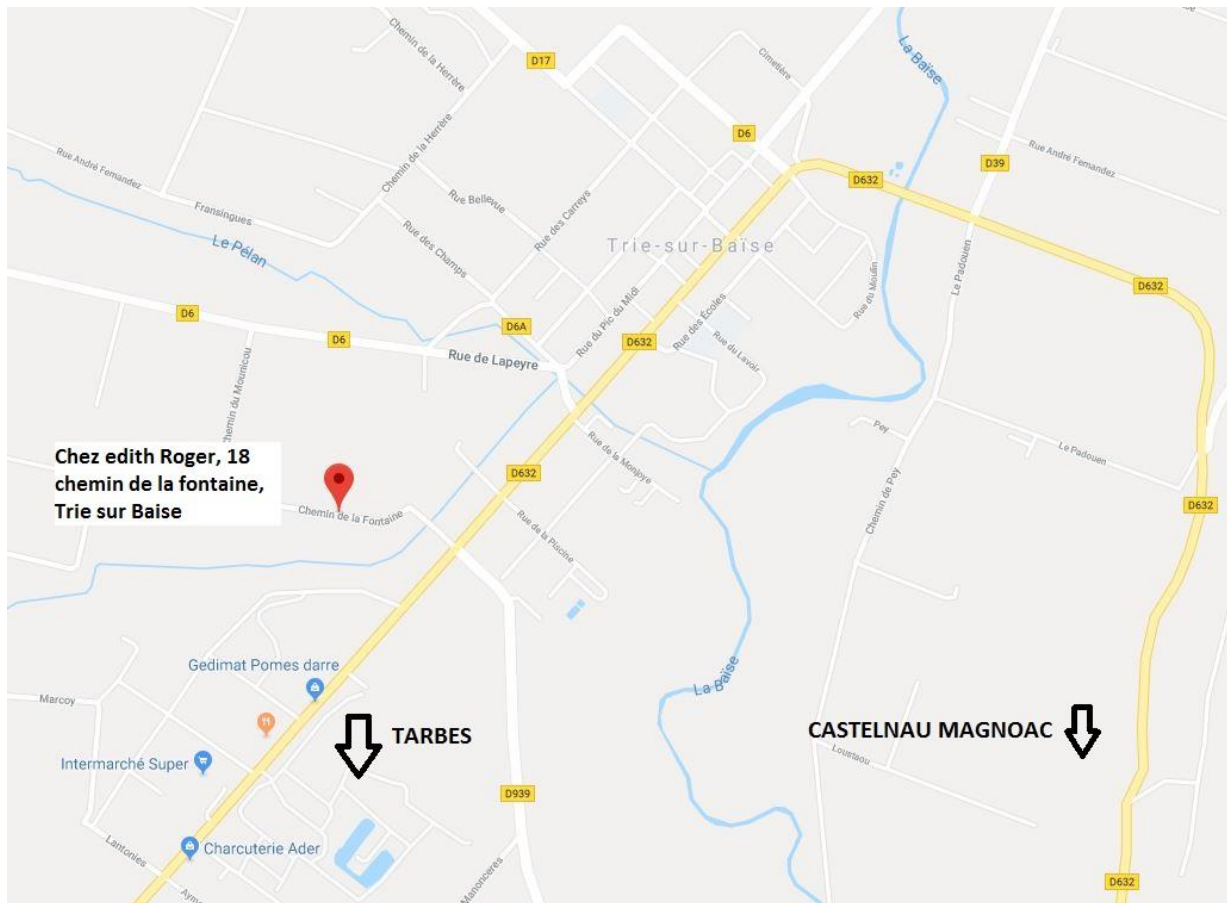 La Baïse
Cimetière
Chemin de la Herrère
D17
D6
D39
Rue André Fernandez
Rue André Fernandez
Chemin de la Herrère
D632
Rue Bellevue
Rue des Carreys
Fransingues
Le Pélan
Rue des Champs
Trie-sur-Baïse
Le Padouen
Rue du Moulin
D632
D6
D6
D6A
Rue du Pic du Midi
Rue des Écoles
D632
Rue du Lavoir
Rue de Lapeyre
Chemin du Mounicou
Pey
Le Padouen
Rue de la Monjoye
Chez edith Roger, 18
chemin de la fontaine,
Trie sur Baise
D632
Chemin de Pey
D632
Chemin de la Fontaine
Rue de la Piscine
Gedimat Pomes darre
La Baïse
Marcoy
TARBES
CASTELNAU MAGNOAC
Loustaou
Intermarché Super
D939
Charcuterie Ader
Lantonies
Manoncères
D632